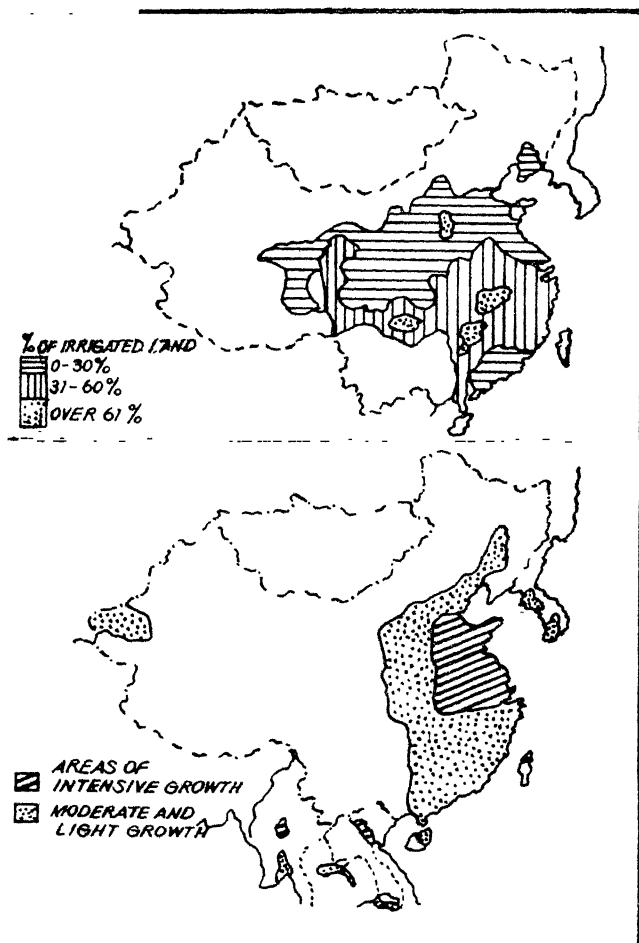 % OF IRRIGATED LAND
0-30%
31-60%
OVER 61%
AREAS OF
INTENSIVE GROWTH
MODERATE AND
LIGHT GROWTH